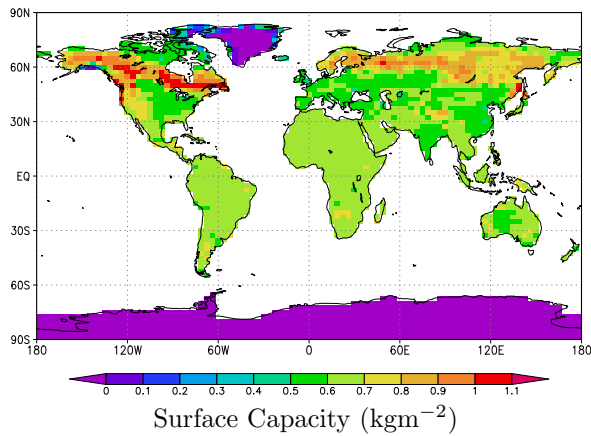 90N
60N
30N
EQ
30S
60S
90S
180 120W 60W 0 60E 120E 180
0 0.1 0.2 0.3 0.4 0.5 0.6 0.7 0.8 0.9 1 1.1
Surface Capacity (kgm⁻²)